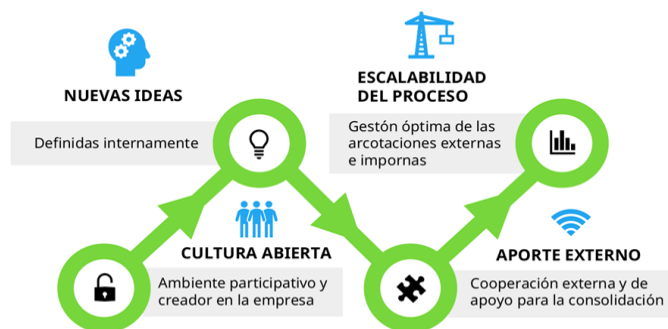 NUEVAS IDEAS
Definidas internamente
ESCALABILIDAD
DEL PROCESO
Gestón óptima de las
arcotaciones externas
e impornas
CULTURA ABIERTA
Ambiente participativo y
creador en la empresa
APORTE EXTERNO
Cooperación externa y de
apoyo para la consolidación